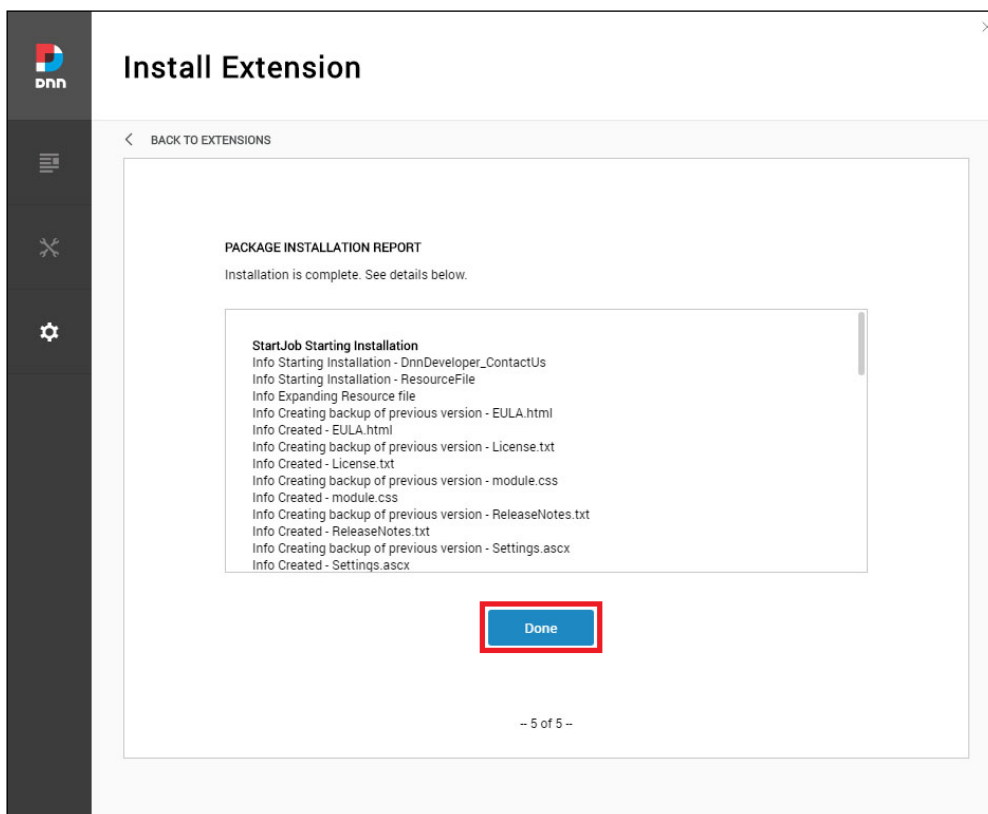 Dnn
Install Extension
BACK TO EXTENSIONS
PACKAGE INSTALLATION REPORT
Installation is complete. See details below.
StartJob Starting Installation
Info Starting Installation - DnnDeveloper_ContactUs
Info Starting Installation - ResourceFile
Info Expanding Resource file
Info Creating backup of previous version - EULA.html
Info Created - EULA.html
Info Creating backup of previous version - License.txt
Info Created - License.txt
Info Creating backup of previous version - module.css
Info Created - module.css
Info Creating backup of previous version - ReleaseNotes.txt
Info Created - ReleaseNotes.txt
Info Creating backup of previous version - Settings.ascx
Info Created - Settings.ascx
Done
-- 5 of 5 --